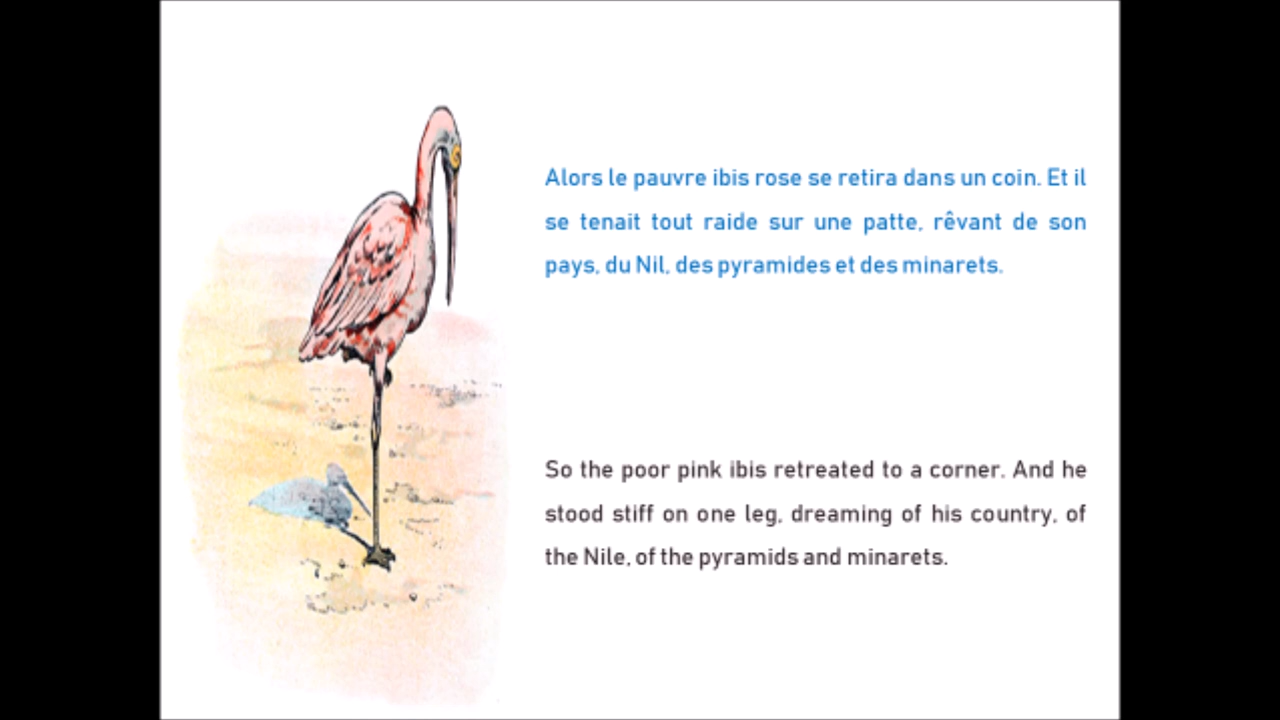 Alors le pauvre ibis rose se retira dans un coin. Et il
se tenait tout raide sur une patte, rêvant de son
pays, du Nil, des pyramides et des minarets.
So the poor pink ibis retreated to a corner. And he
stood stiff on one leg, dreaming of his country, of
the Nile, of the pyramids and minarets.